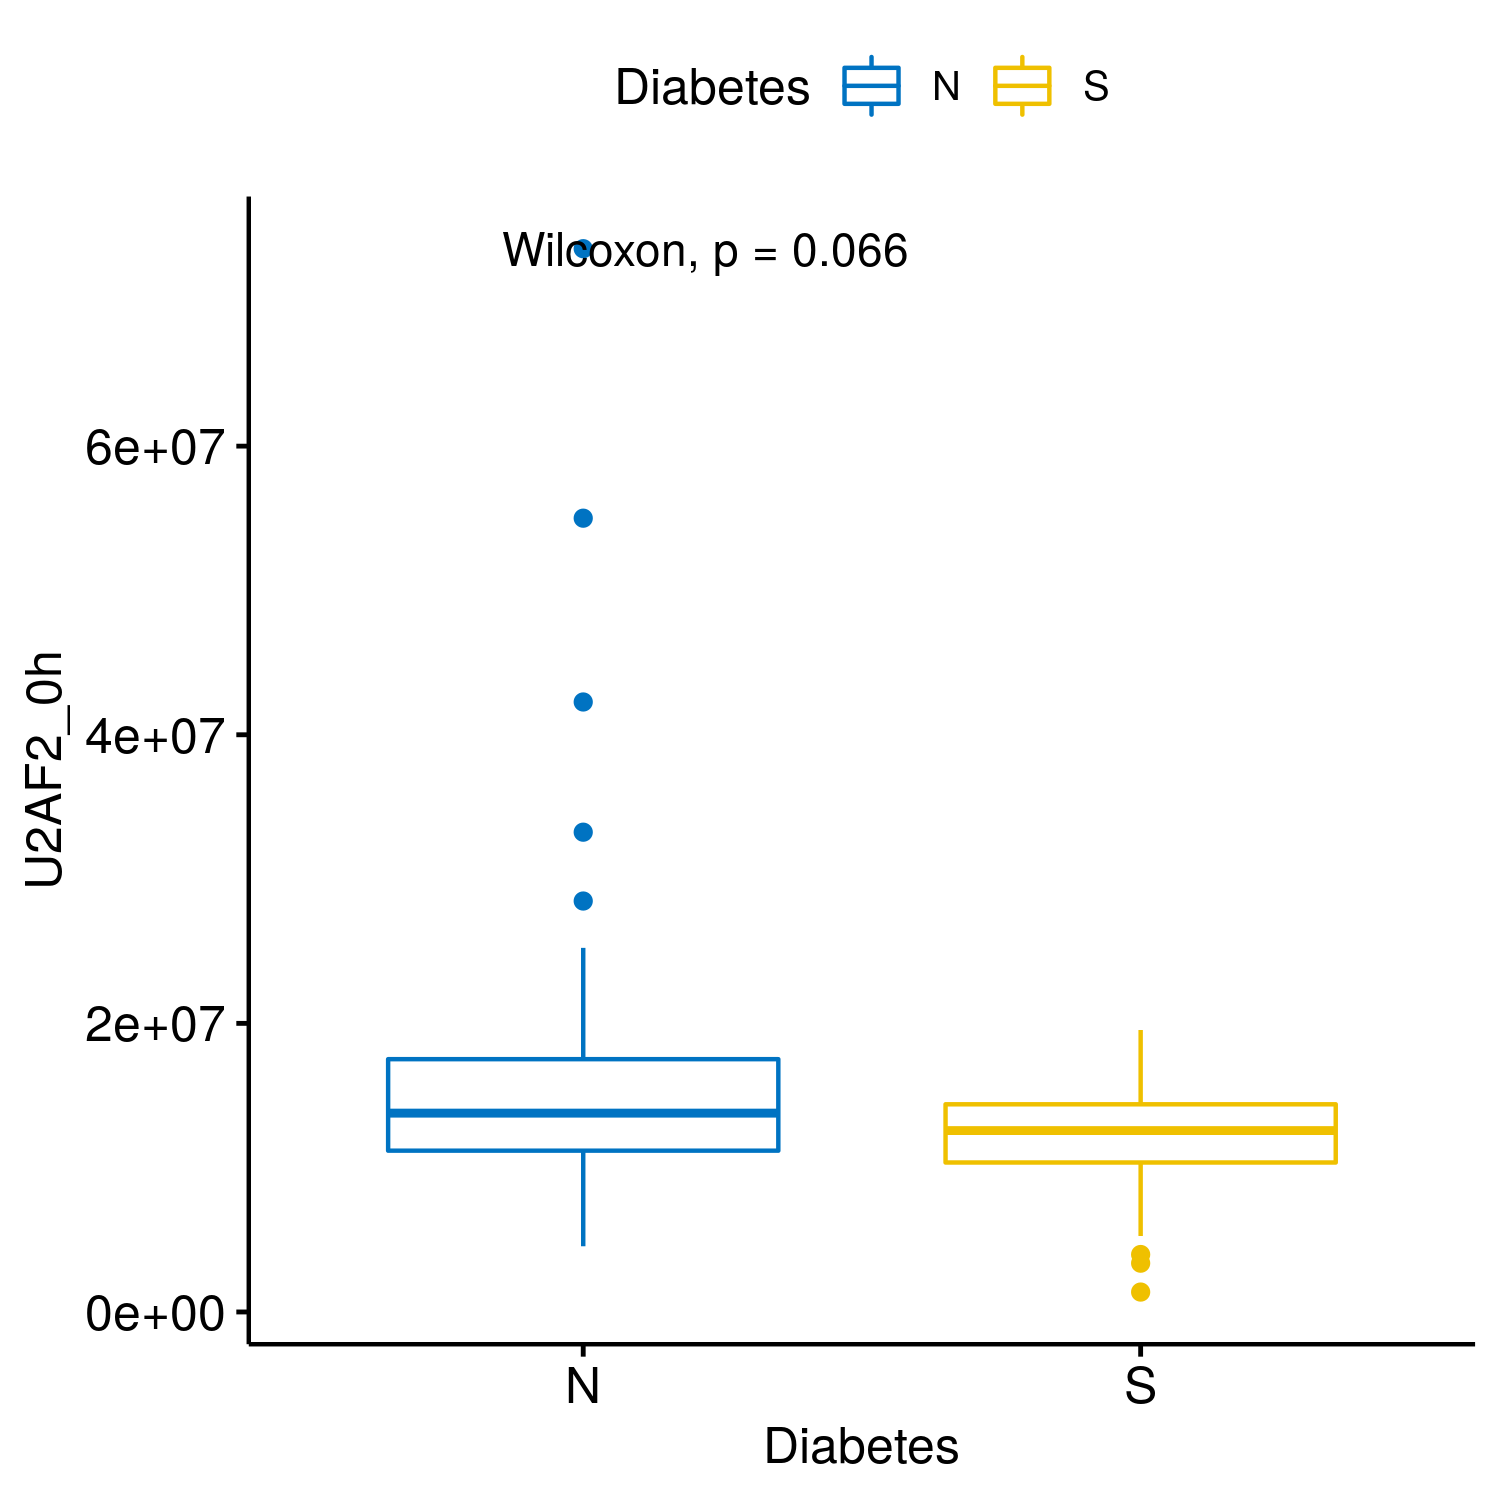 Diabetes N S
Wilcoxon, p = 0.066
6e+07
4e+07
2e+07
0e+00
U2AF2_0h
N S
Diabetes